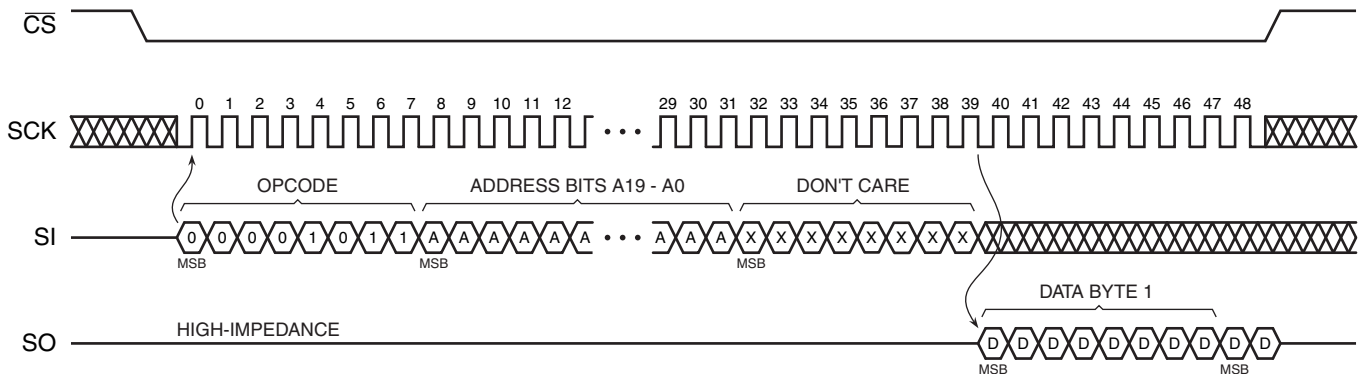 CS
0 1 2 3 4 5 6 7 8 9 10 11 12 29 30 31 32 33 34 35 36 37 38 39 40 41 42 43 44 45 46 47 48
SCK • • •
OPCODE ADDRESS BITS A19 - A0 DON'T CARE
SI 0 0 0 0 1 0 1 1 A A A A A A • • • A A A X X X X X X X X
MSB MSB MSB
DATA BYTE 1
HIGH-IMPEDANCE
SO D D D D D D D D D D
MSB MSB